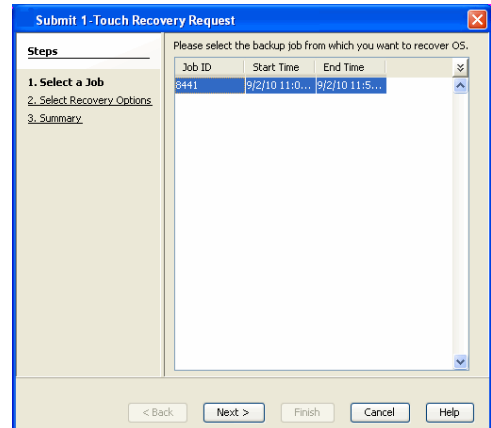 Submit 1-Touch Recovery Request
Steps
1. Select a Job
2. Select Recovery Options
3. Summary
Please select the backup job from which you want to recover OS.
Job ID Start Time End Time
8441 9/2/10 11:0... 9/2/10 11:5...
< Back Next > Finish Cancel Help